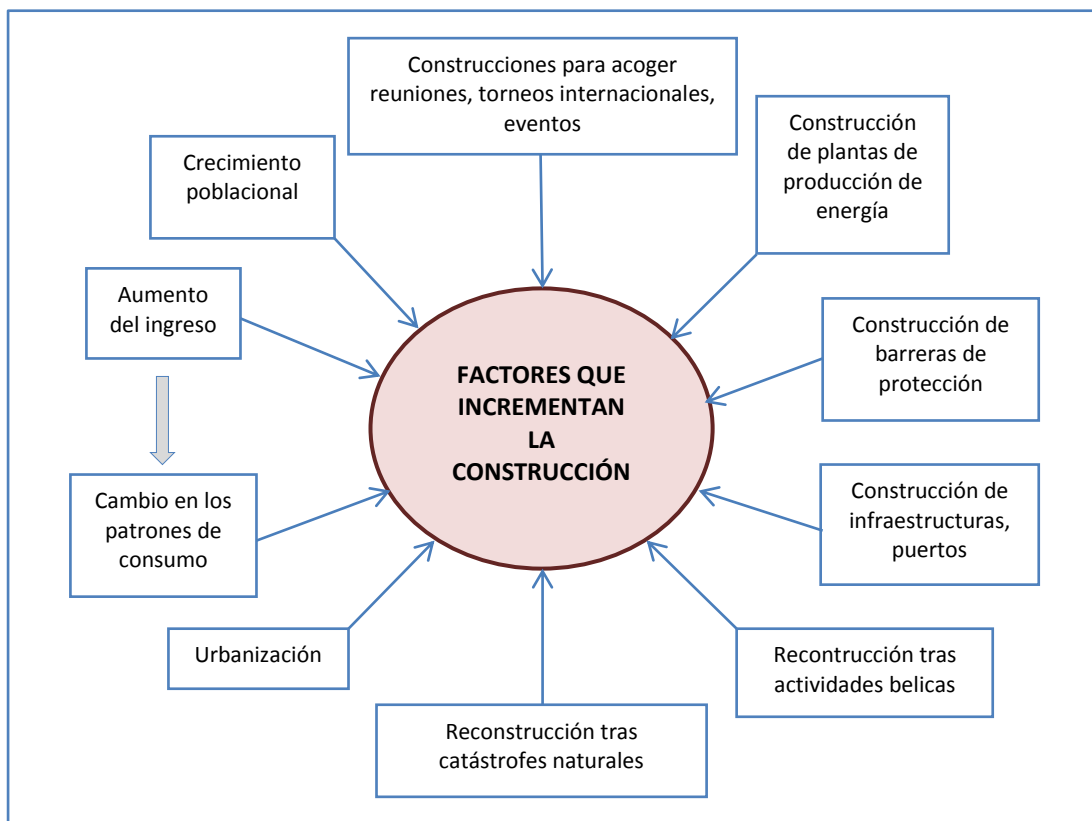 Construcciones para acoger
reuniones, torneos internacionales,
eventos
Construcción
de plantas de
producción de
energía
Crecimiento
poblacional
Aumento
del ingreso
Construcción de
barreras de
protección
FACTORES QUE
INCREMENTAN
LA
CONSTRUCCIÓN
Cambio en los
patrones de
consumo
Construcción de
infraestructuras,
puertos
Urbanización
Recontrucción tras
actividades belicas
Reconstrucción tras
catástrofes naturales